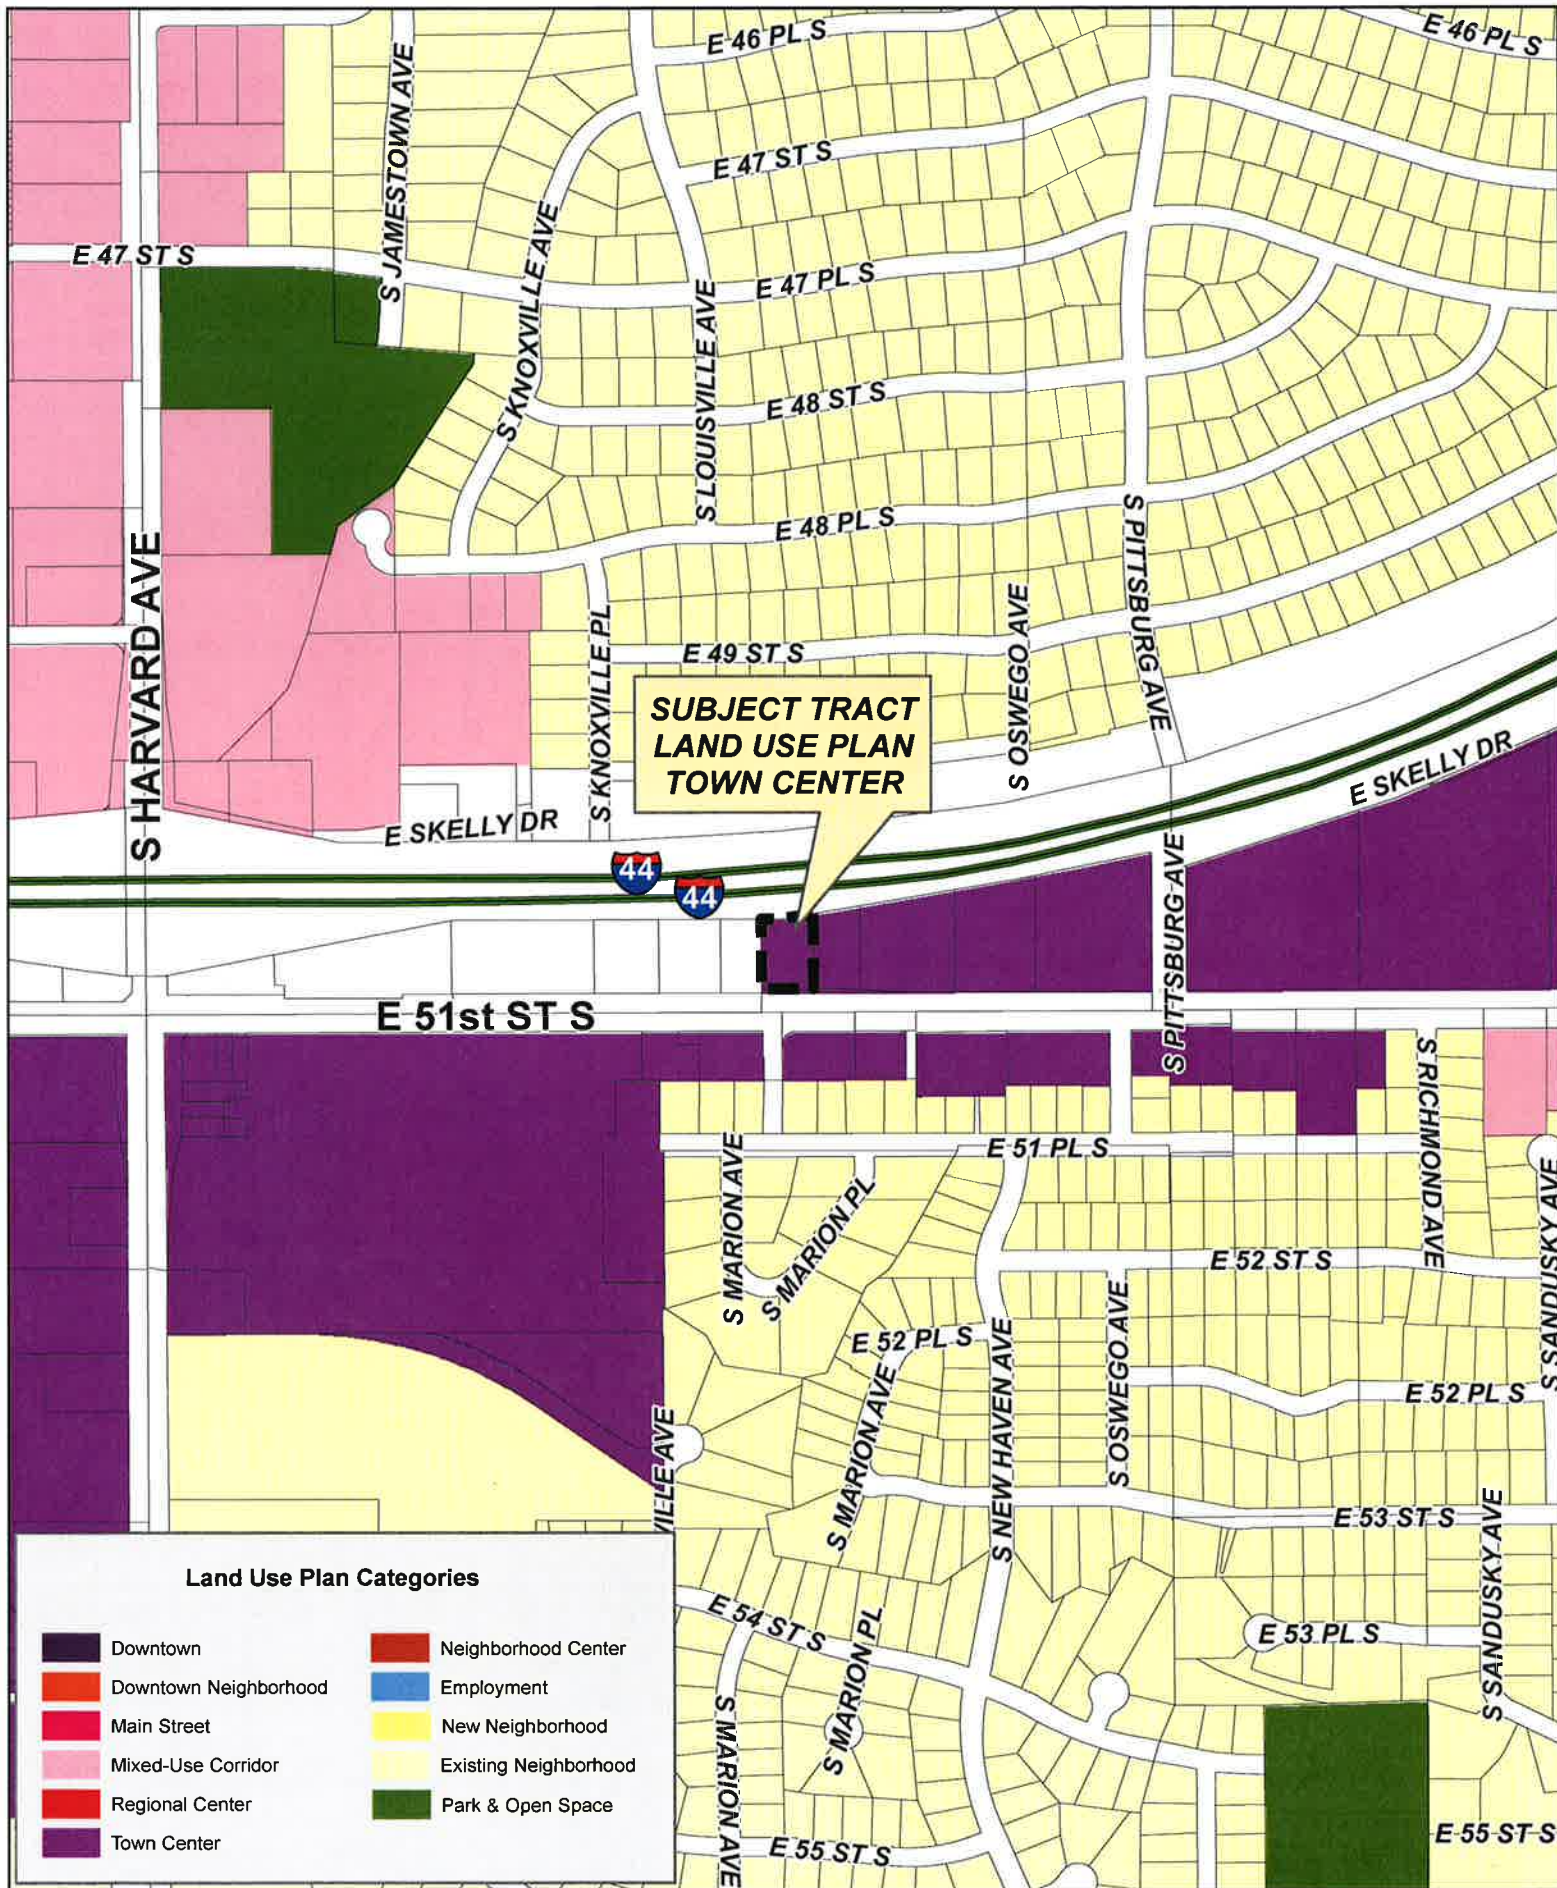 E 46 PL S
E 46 PL S
S JAMESTOWN AVE
E 47 ST S
E 47 ST S
S KNOXVILLE AVE
E 47 PL S
S LOUISVILLE AVE
E 48 ST S
E 48 PL S
S PITTSBURG AVE
S HARVARD AVE
S OSWEGO AVE
S KNOXVILLE PL
E 49 ST S
SUBJECT TRACT
LAND USE PLAN
TOWN CENTER
E SKELLY DR
E SKELLY DR
44
44
S PITTSBURG AVE
E 51st ST S
S RICHMOND AVE
E 51 PL S
S MARION AVE
S MARION PL
S SANDUSKY AVE
E 52 ST S
S OSWEGO AVE
E 52 PL S
S NEW HAVEN AVE
S MARION AVE
E 52 PL S
VILLE AVE
E 53 ST S
S SANDUSKY AVE
E 54 ST S
S MARION PL
E 53 PL S
S MARION AVE
E 55 ST S
E 55 ST S
Land Use Plan Categories
Downtown
Downtown Neighborhood
Main Street
Mixed-Use Corridor
Regional Center
Town Center
Neighborhood Center
Employment
New Neighborhood
Existing Neighborhood
Park & Open Space